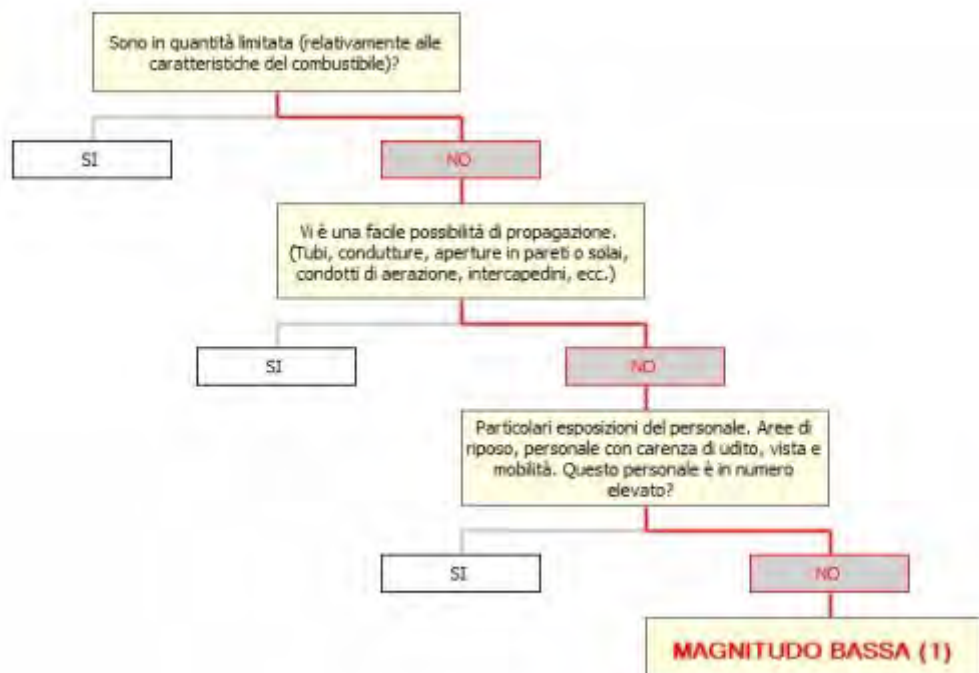 Sono in quantità limitata (relativamente alle
caratteristiche del combustibile)?
SI
NO
Vi è una facile possibilità di propagazione.
(Tubi, condutture, aperture in pareti o solai,
condotti di aerazione, intercapedini, ecc.)
SI
NO
Particolari esposizioni del personale. Aree di
riposo, personale con carenza di udito, vista e
mobilità. Questo personale è in numero
elevato?
SI
NO
MAGNITUDO BASSA (1)